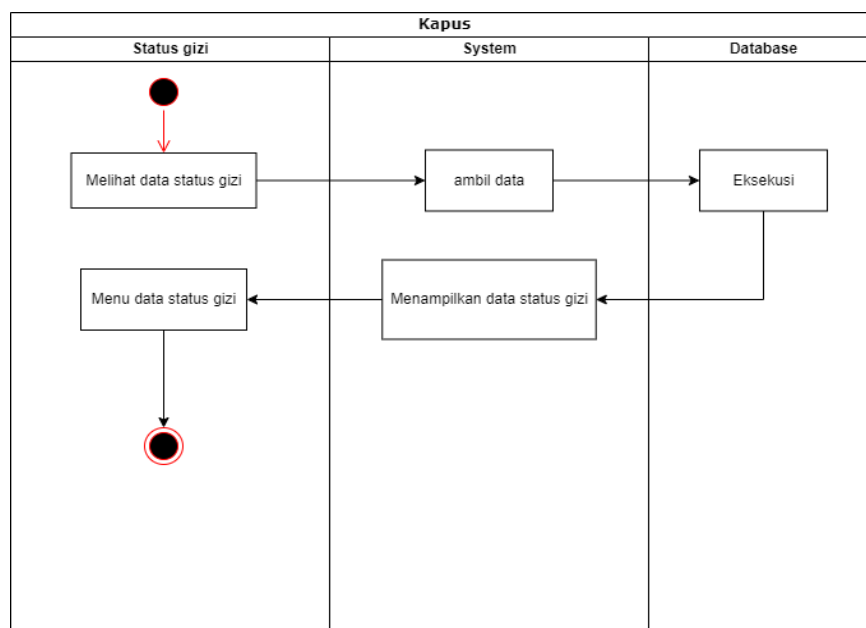 Kapus
Status gizi
System
Database
Melihat data status gizi
ambil data
Eksekusi
Menu data status gizi
Menampilkan data status gizi